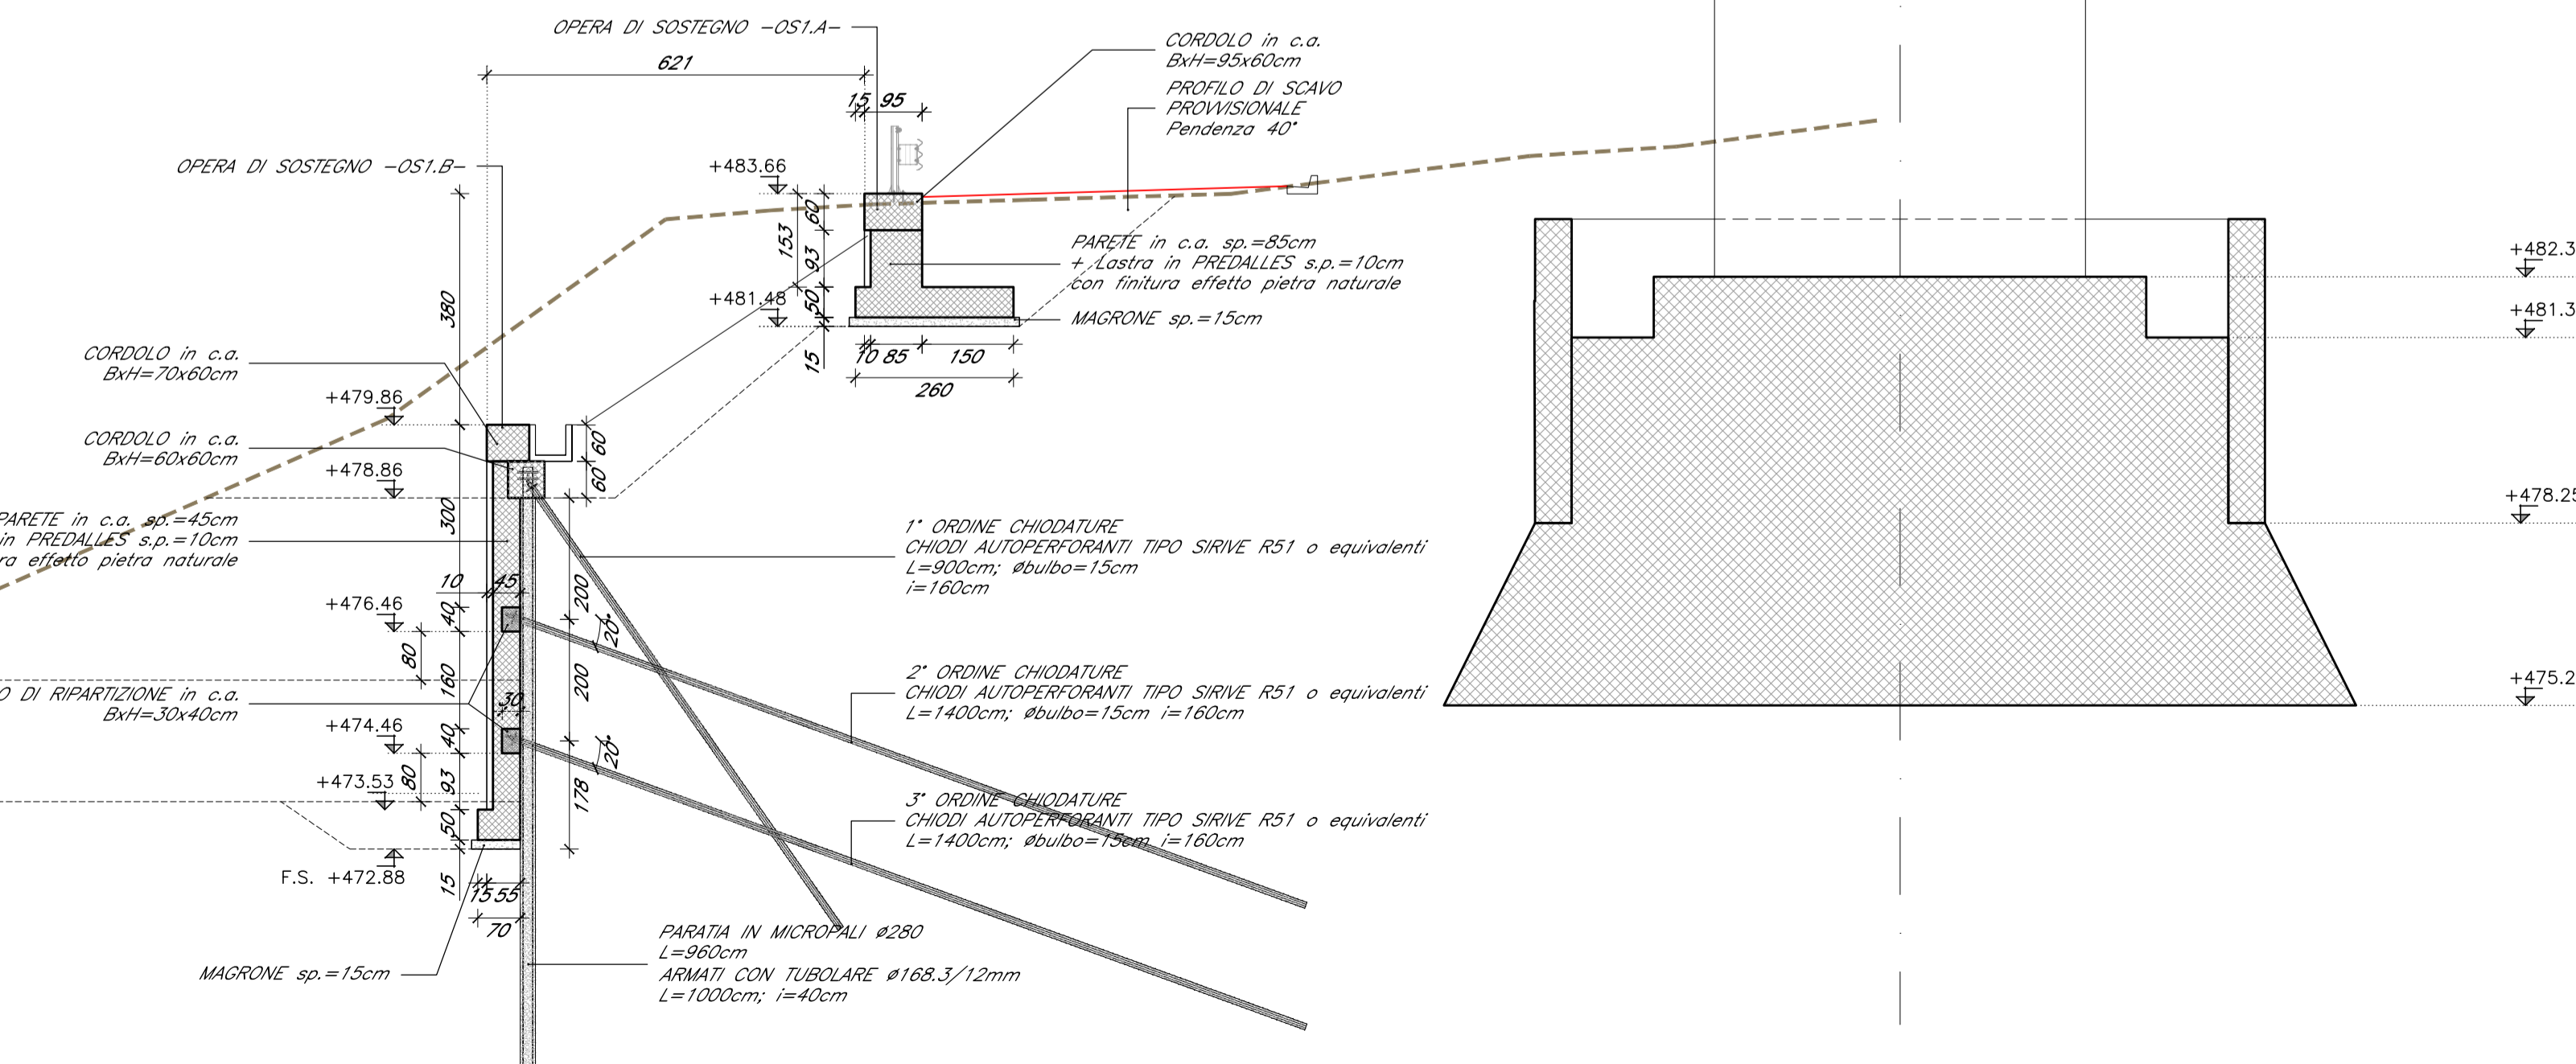 OPERA DI SOSTEGNO -OS1.A-
CORDOLO in c.a.
BxH=95x60cm
621
PROFILO DI SCAVO
PROVVISIONALE
Pendenza 40°
15 95
OPERA DI SOSTEGNO -OS1.B-
+483.66
60
153
93
50
15
PARETE in c.a. sp.=85cm
+ Lastra in PREDALLES s.p.=10cm
con finitura effetto pietra naturale
+481.48
MAGRONE sp.=15cm
10 85 150
260
+482.3
+481.3
+478.25
+475.2
380
CORDOLO in c.a.
BxH=70x60cm
+479.86
CORDOLO in c.a.
BxH=60x60cm
60
60
+478.86
300
PARETE in c.a. sp.=45cm
in PREDALLES s.p.=10cm
ra effetto pietra naturale
10 45
200
1° ORDINE CHIODATURE
CHIODI AUTOPERFORANTI TIPO SIRIVE R51 o equivalenti
L=900cm; øbulbo=15cm
i=160cm
+476.46
40
20°
80
160
200
O DI RIPARTIZIONE in c.a.
BxH=30x40cm
30
2° ORDINE CHIODATURE
CHIODI AUTOPERFORANTI TIPO SIRIVE R51 o equivalenti
L=1400cm; øbulbo=15cm i=160cm
+474.46
40
20°
+473.53
80
93
178
3° ORDINE CHIODATURE
CHIODI AUTOPERFORANTI TIPO SIRIVE R51 o equivalenti
L=1400cm; øbulbo=15cm i=160cm
50
F.S. +472.88
15
15 55
70
MAGRONE sp.=15cm
PARATIA IN MICROPALI ø280
L=960cm
ARMATI CON TUBOLARE ø168.3/12mm
L=1000cm; i=40cm